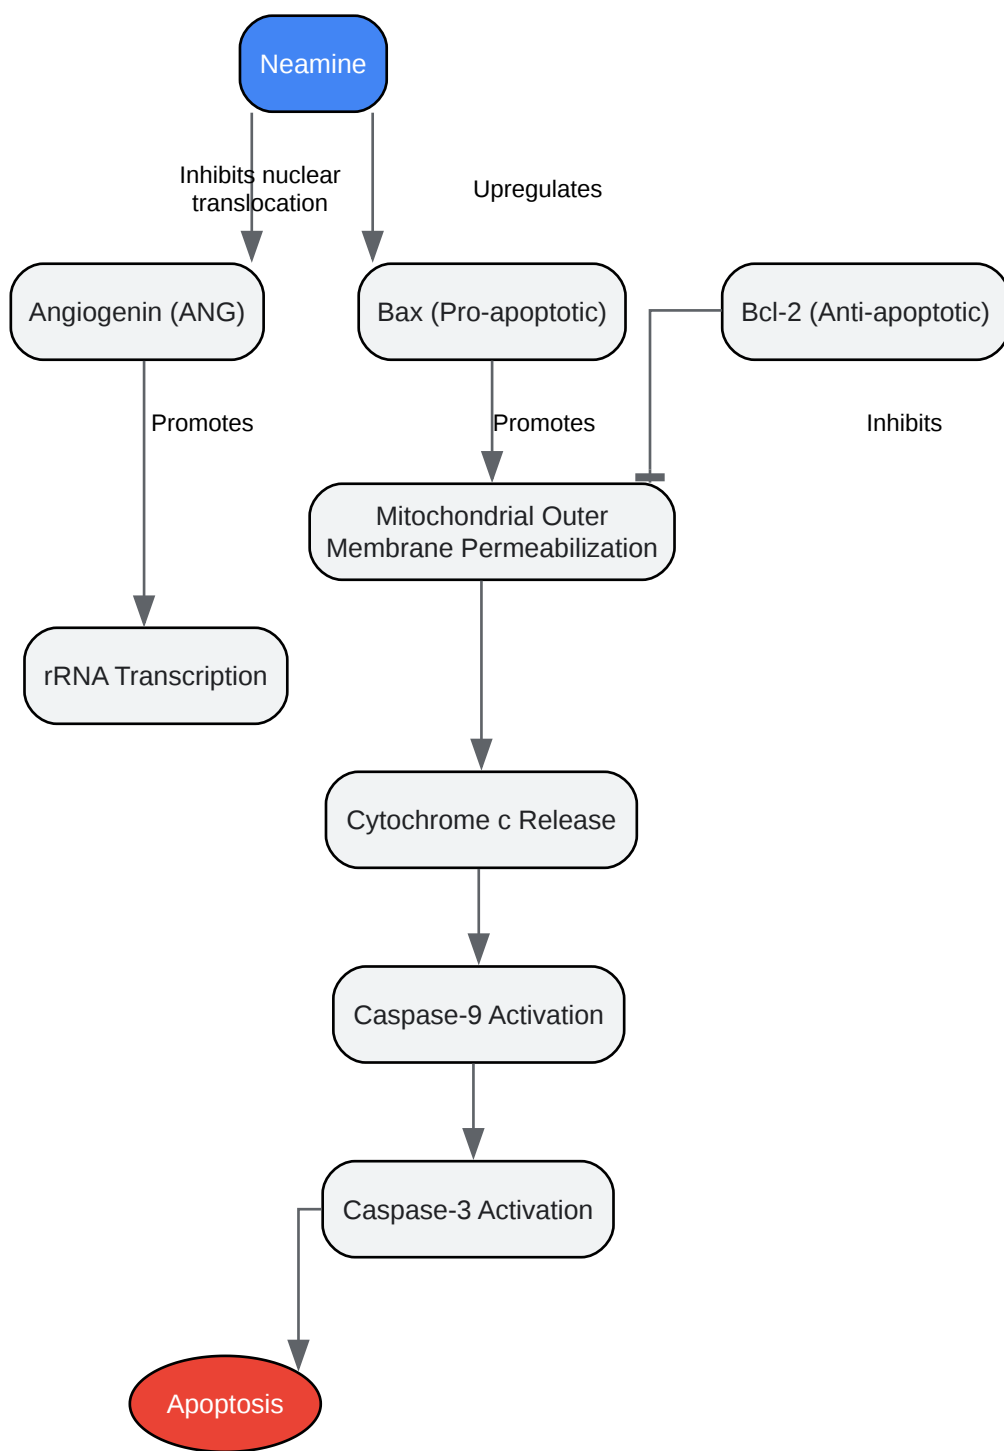 Neamine
Inhibits nuclear
translocation
Upregulates
Angiogenin (ANG)
Bax (Pro-apoptotic)
Bcl-2 (Anti-apoptotic)
Promotes
Promotes
Inhibits
Mitochondrial Outer
Membrane Permeabilization
rRNA Transcription
Cytochrome c Release
Caspase-9 Activation
Caspase-3 Activation
Apoptosis